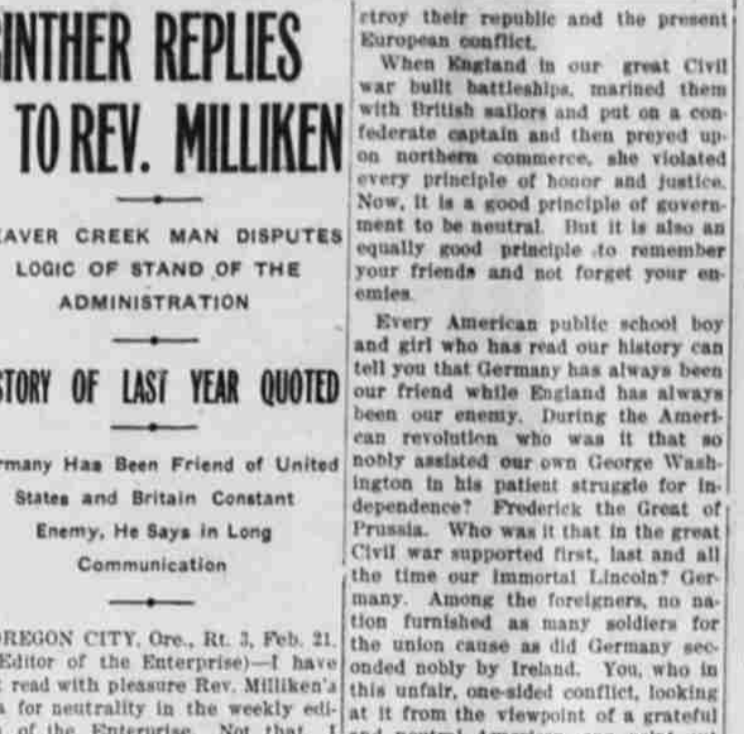 INTHER REPLIES
TO REV. MILLIKEN
EAVER CREEK MAN DISPUTES
LOGIC OF STAND OF THE
ADMINISTRATION
STORY OF LAST YEAR QUOTED
rmany Has Been Friend of United
States and Britain Constant
Enemy, He Says in Long
Communication
OREGON CITY, Ore., Rt. 3, Feb. 21.
Editor of the Enterprise)—I have
t read with pleasure Rev. Milliken's
a for neutrality in the weekly edi-
of the Enterprise. Not that I
stroy their republic and the present
European conflict.
When England in our great Civil
war built battleships, marined them
with British sailors and put on a con-
federate captain and then preyed up-
on northern commerce, she violated
every principle of honor and justice.
Now, it is a good principle of govern-
ment to be neutral. But it is also an
equally good principle to remember
your friends and not forget your en-
emies.
Every American public school boy
and girl who has read our history can
tell you that Germany has always been
our friend while England has always
been our enemy. During the Ameri-
can revolution who was it that so
nobly assisted our own George Wash-
ington in his patient struggle for in-
dependence? Frederick the Great of
Prussia. Who was it that in the great
Civil war supported first, last and all
the time our immortal Lincoln? Ger-
many. Among the foreigners, no na-
tion furnished as many soldiers for
the union cause as did Germany sec-
onded nobly by Ireland. You, who in
this unfair, one-sided conflict, looking
at it from the viewpoint of a grateful